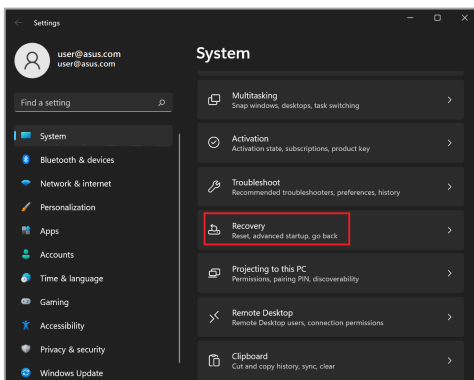 Settings
user@asus.com
user@asus.com
Find a setting
System
Bluetooth & devices
Network & internet
Personalization
Apps
Accounts
Time & language
Gaming
Accessibility
Privacy & security
Windows Update
System
Multitasking
Snap windows, desktops, task switching
Activation
Activation state, subscriptions, product key
Troubleshoot
Recommended troubleshooters, preferences, history
Recovery
Reset, advanced startup, go back
Projecting to this PC
Permissions, pairing PIN, discoverability
Remote Desktop
Remote Desktop users, connection permissions
Clipboard
Cut and copy history, sync, clear